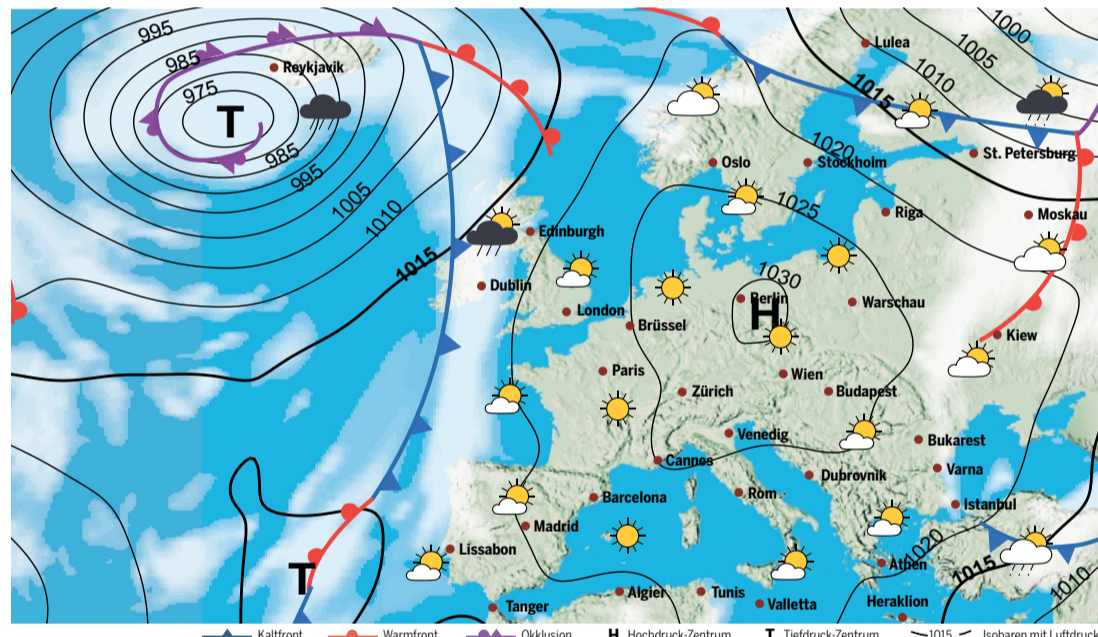 995
985
975
985
995
1005
1010
1015
Reykjavik
T
Lulea
1000
1005
1010
1015
1020
1025
1030
Oslo
Stockholm
St. Petersburg
Riga
Moskau
Edinburgh
Dublin
London
Brüssel
Berlin
H
Warschau
Kiew
Paris
Zürich
Wien
Budapest
Venedig
Bukarest
Cannes
Varna
Dubrovnik
Barcelona
Rom
Istanbul
Madrid
Lissabon
T
Athen
1020
1015
1010
Tanger
Algier
Tunis
Valletta
Heraklion
Kaltfront Warmfront Okklusion H Hochdruck-Zentrum T Tiefdruck-Zentrum 1015 Isobaren mit Luftdruck